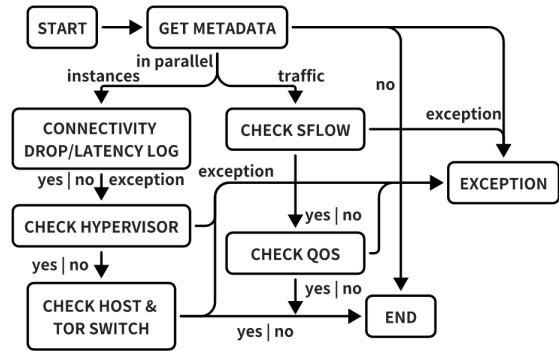 START
GET METADATA
in parallel
instances
traffic
no
CONNECTIVITY
DROP/LATENCY LOG
CHECK SFLOW
exception
yes | no
exception
exception
EXCEPTION
CHECK HYPERVISOR
yes | no
CHECK QOS
yes | no
yes | no
CHECK HOST &
TOR SWITCH
yes | no
END